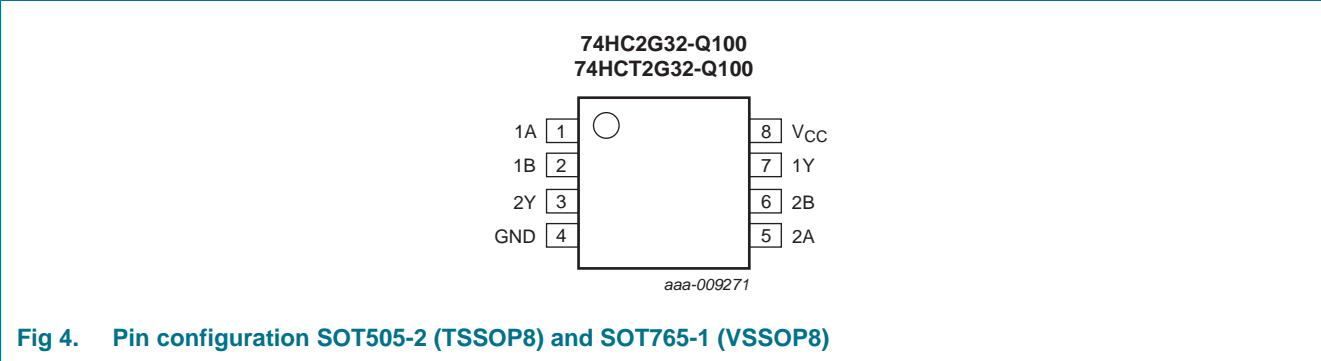 74HC2G32-Q100
74HCT2G32-Q100
1A 1 8 VCC
1B 2 7 1Y
2Y 3 6 2B
GND 4 5 2A
aaa-009271
Fig 4. Pin configuration SOT505-2 (TSSOP8) and SOT765-1 (VSSOP8)